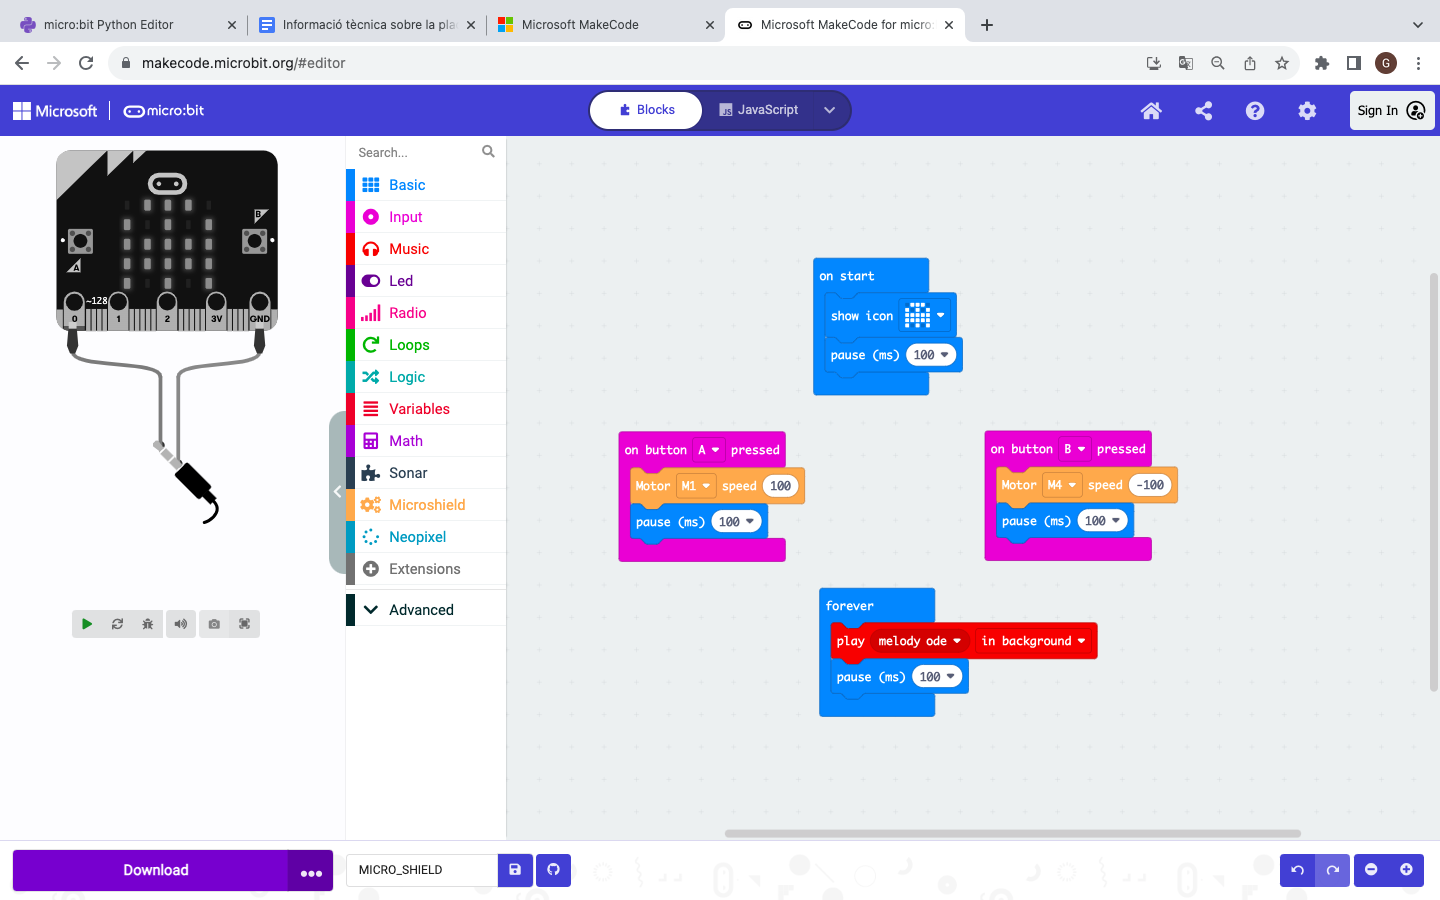 micro:bit Python Editor
Informació tècnica sobre la pla
Microsoft MakeCode
Microsoft MakeCode for micro:
makecode.microbit.org/#editor
G
Microsoft
micro:bit
Blocks
JavaScript
Sign In
Search...
Basic
Input
Music
Led
Radio
Loops
Logic
Variables
Math
Sonar
Microshield
Neopixel
Extensions
Advanced
B
A
~128
0 1 2 3V GND
on start
show icon
pause (ms) 100
on button A pressed
Motor M1 speed 100
pause (ms) 100
on button B pressed
Motor M4 speed -100
pause (ms) 100
forever
play melody ode in background
pause (ms) 100
Download
MICRO_SHIELD